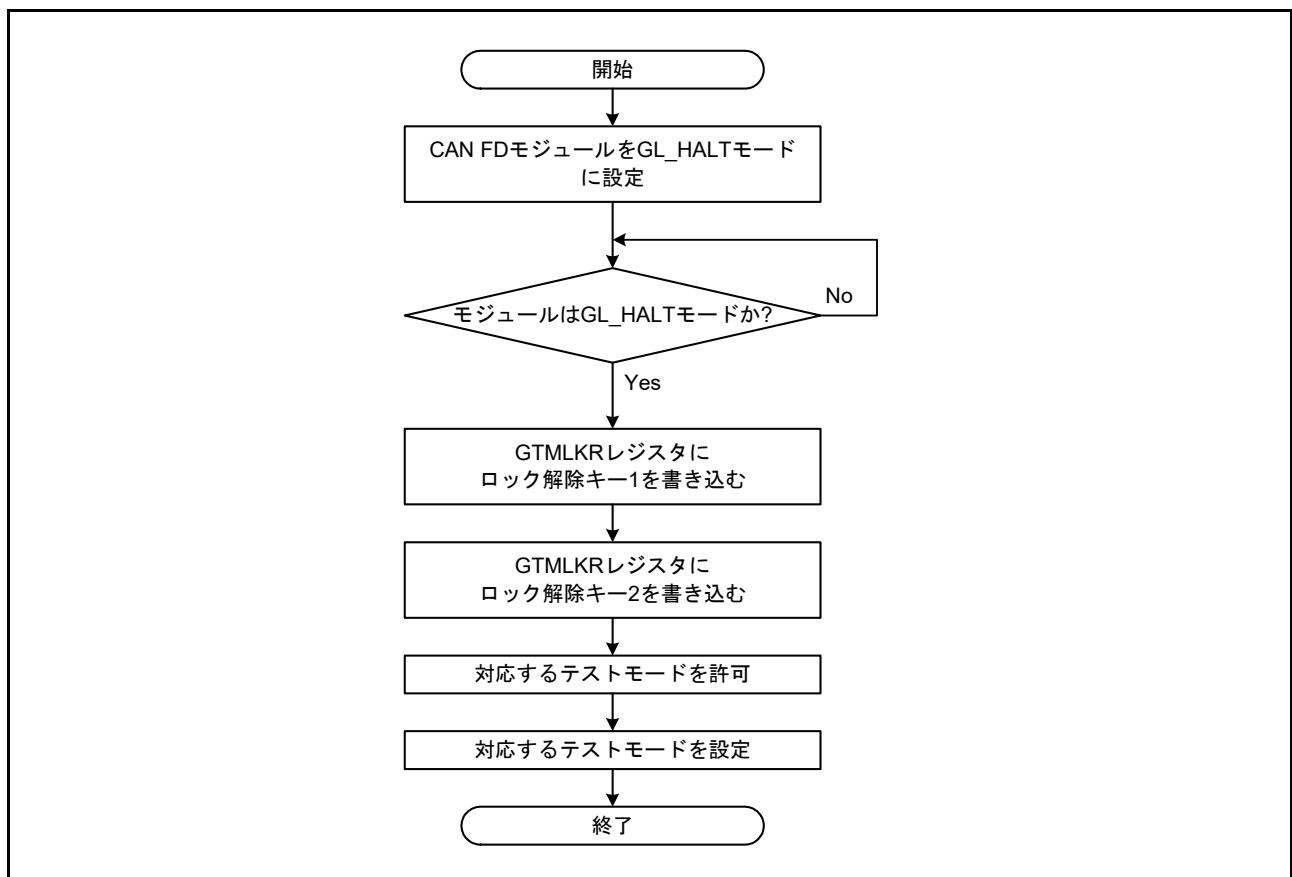 開始
CAN FDモジュールをGL_HALTモード
に設定
モジュールはGL_HALTモードか?
No
Yes
GTMLKRレジスタに
ロック解除キー1を書き込む
GTMLKRレジスタに
ロック解除キー2を書き込む
対応するテストモードを許可
対応するテストモードを設定
終了